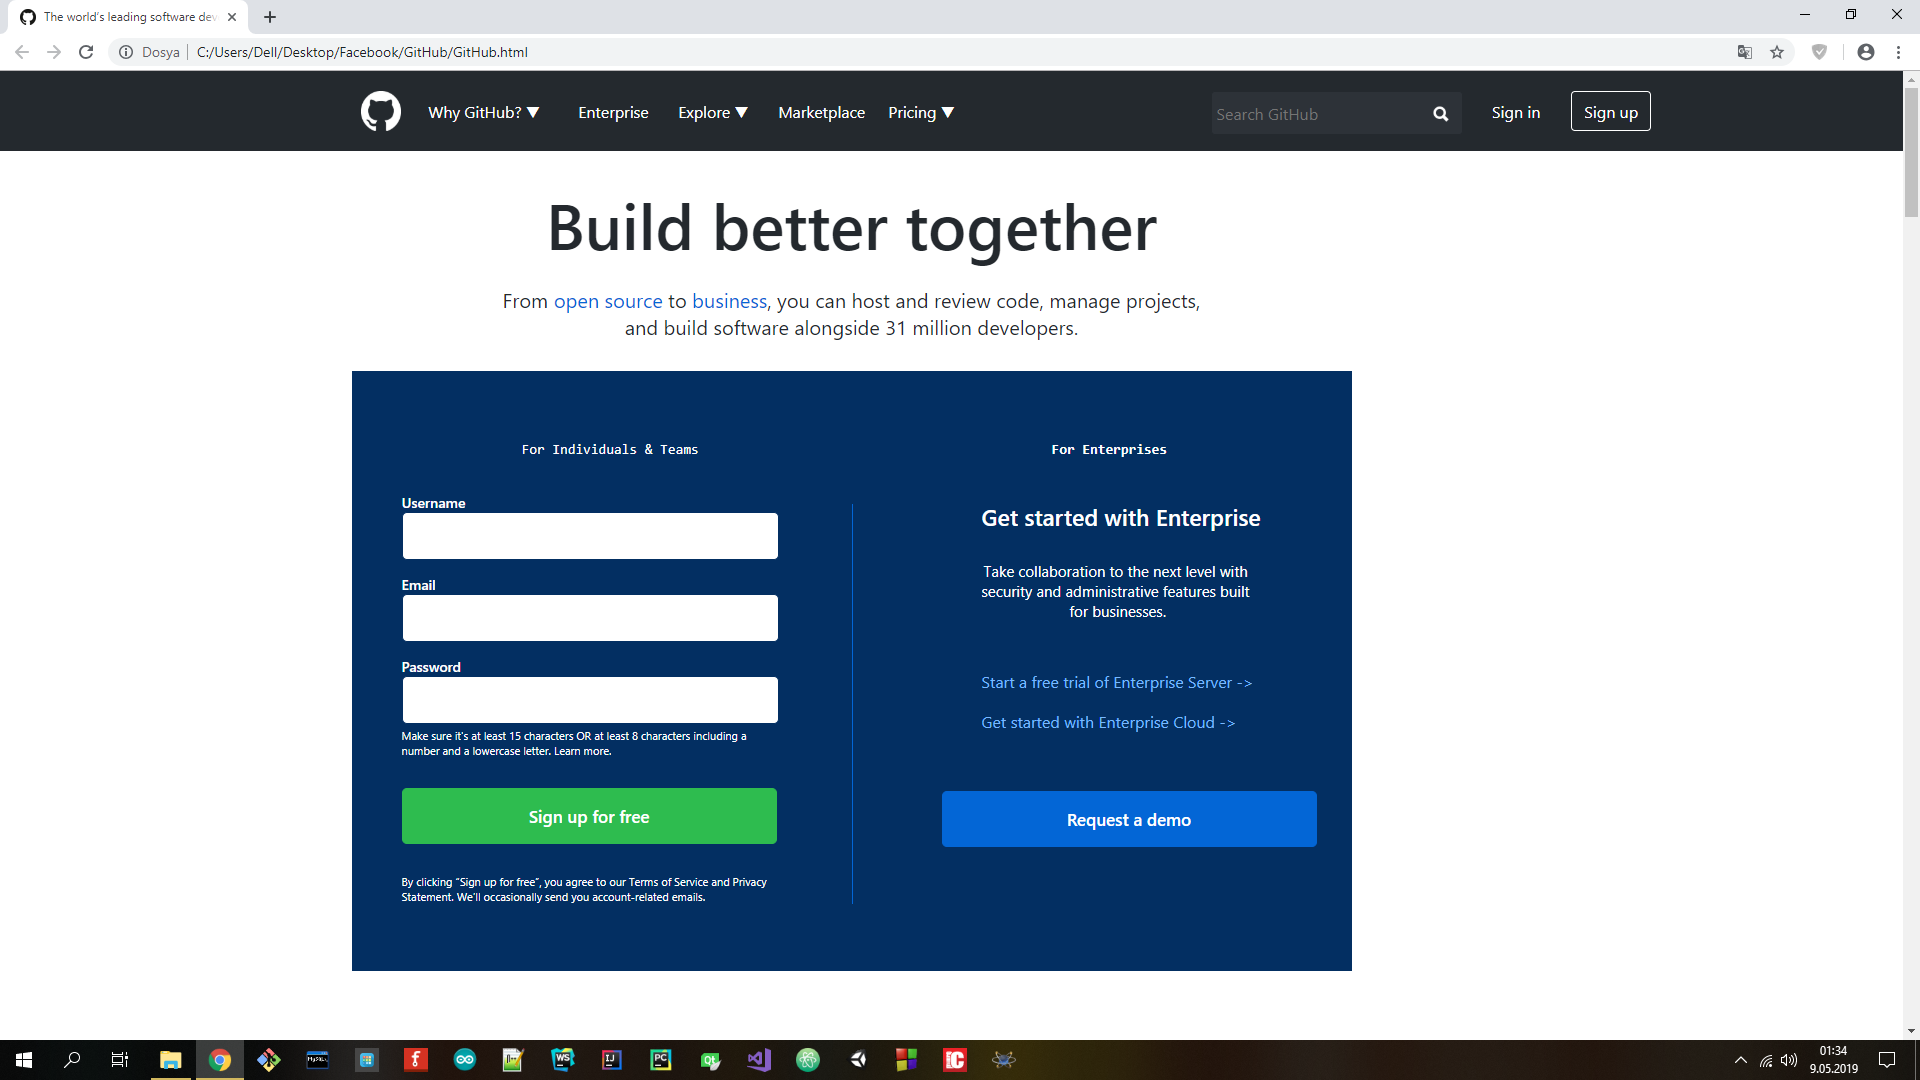 The world's leading software dev
Dosya
C:/Users/Dell/Desktop/Facebook/GitHub/GitHub.html
Why GitHub? ▼
Enterprise
Explore ▼
Marketplace
Pricing ▼
Search GitHub
Sign in
Sign up
Build better together
From open source to business, you can host and review code, manage projects,
and build software alongside 31 million developers.
For Individuals & Teams
Username
Email
Password
Make sure it's at least 15 characters OR at least 8 characters including a
number and a lowercase letter. Learn more.
Sign up for free
By clicking "Sign up for free", you agree to our Terms of Service and Privacy
Statement. We'll occasionally send you account-related emails.
For Enterprises
Get started with Enterprise
Take collaboration to the next level with
security and administrative features built
for businesses.
Start a free trial of Enterprise Server ->
Get started with Enterprise Cloud ->
Request a demo
MySQL
WS
IJ
PC
Qt
01:34
9.05.2019